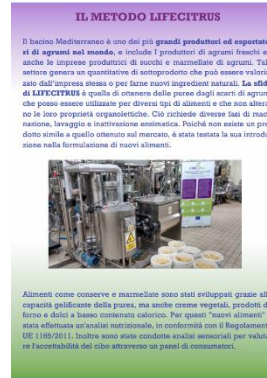 IL METODO LIFECITRUS
Il bacino Mediterraneo è uno dei più grandi produttori ed esportato
ri di agrumi nel mondo, e include I produttori di agrumi freschi e
anche le imprese produttrici di succhi e marmellate di agrumi. Tal
settore genera un quantitativo di sottoprodotto che può essere valoriz
zato dall'impresa stessa o per farne nuovi ingredient naturali. La sfid
di LIFECITRUS è quella di ottenere delle puree dagli scarti di agrum
che posso essere utilizzate per diversi tipi di alimenti e che non altera
no le loro proprietà organolettiche. Ciò richiede diverse fasi di mac
nazione, lavaggio e inattivazione enzimatica. Poiché non esiste un pro
dotto simile a quello ottenuto sul mercato, è stata testata la sua introdu
zione nella formulazione di nuovi alimenti.
Alimenti come conserve e marmellate sono stati sviluppati grazie all
capacità gelificante della purea, ma anche creme vegetali, prodotti d
forno e dolci a basso contenuto calorico. Per questi "nuovi alimenti"
stata effettuata un'analisi nutrizionale, in conformità con il Regolament
UE 1169/2011. Inoltre sono state condotte analisi sensoriali per valuta
re l'accettabilità del cibo attraverso un panel di consumatori.